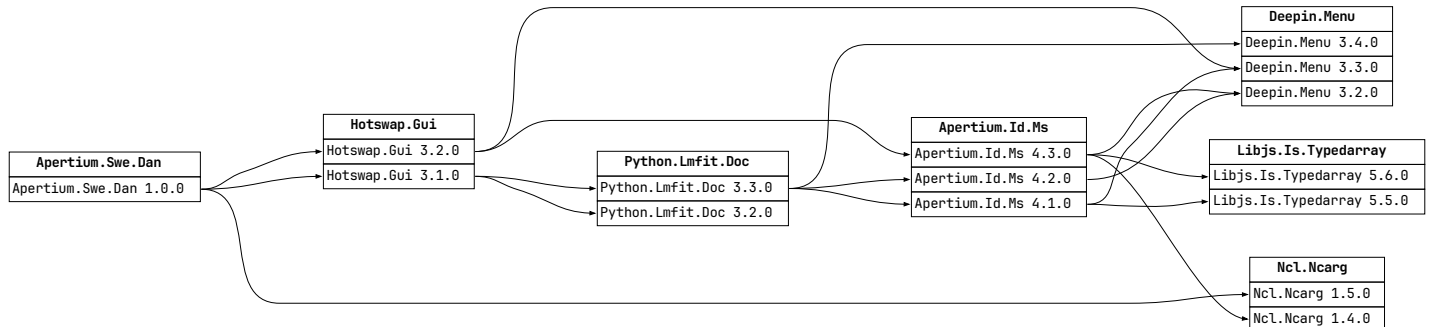 Apertium.Swe.Dan
Apertium.Swe.Dan 1.0.0
Hotswap.Gui
Hotswap.Gui 3.2.0
Hotswap.Gui 3.1.0
Python.Lmfit.Doc
Python.Lmfit.Doc 3.3.0
Python.Lmfit.Doc 3.2.0
Apertium.Id.Ms
Apertium.Id.Ms 4.3.0
Apertium.Id.Ms 4.2.0
Apertium.Id.Ms 4.1.0
Deepin.Menu
Deepin.Menu 3.4.0
Deepin.Menu 3.3.0
Deepin.Menu 3.2.0
Libjs.Is.Typedarray
Libjs.Is.Typedarray 5.6.0
Libjs.Is.Typedarray 5.5.0
Ncl.Ncarg
Ncl.Ncarg 1.5.0
Ncl.Ncarg 1.4.0